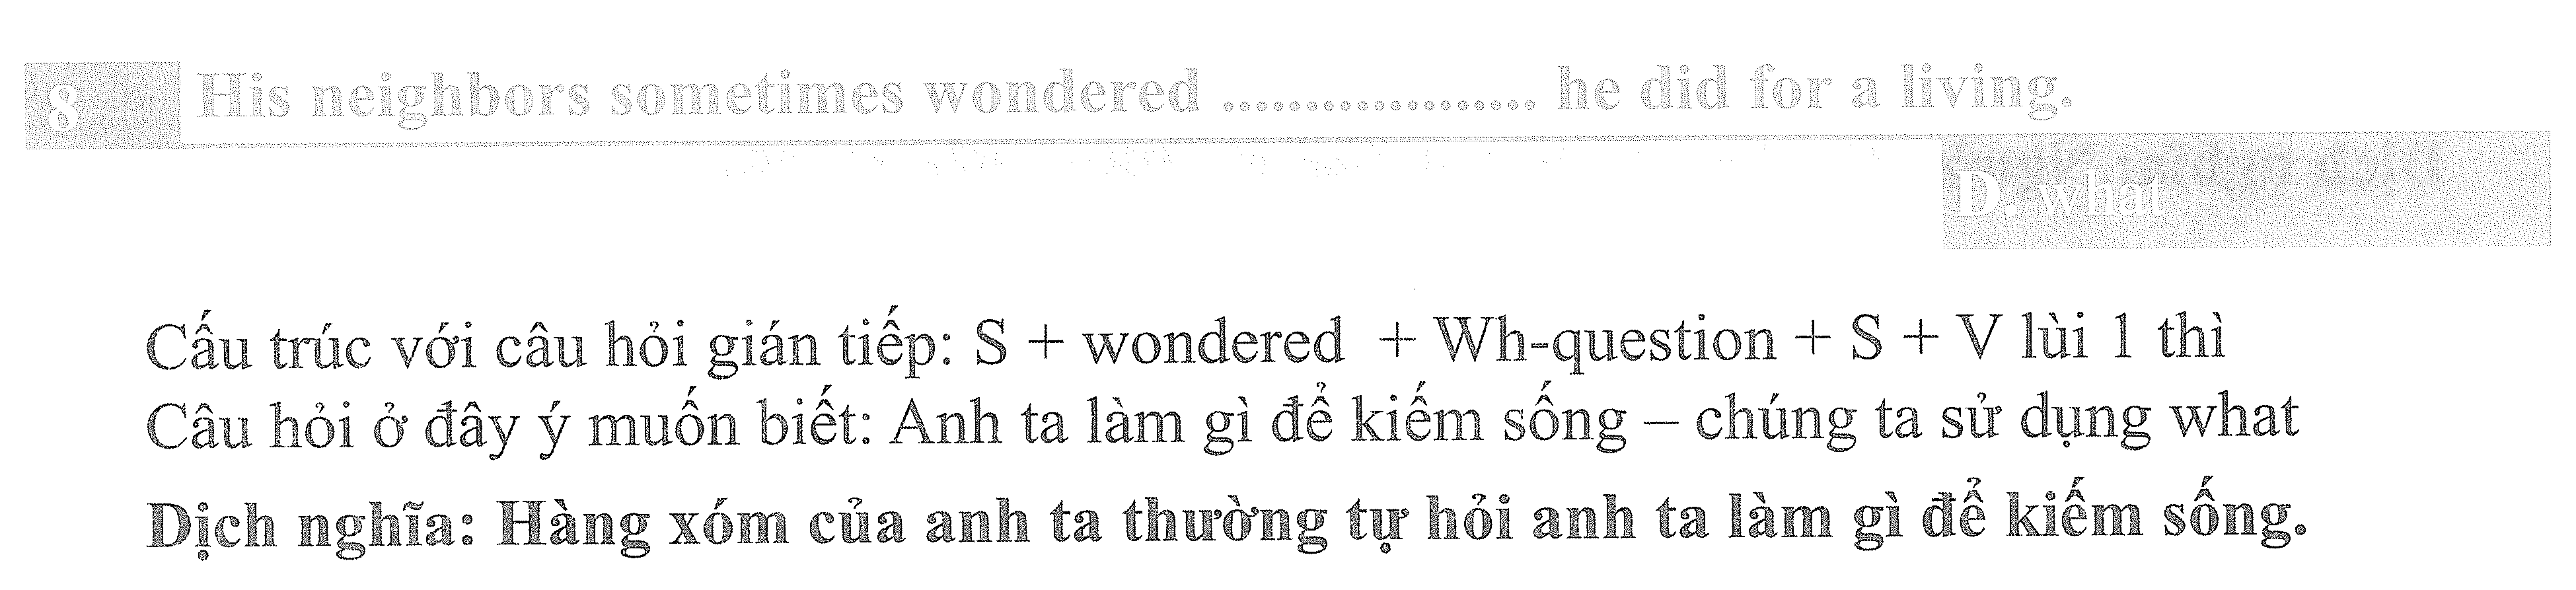 8 His neighbors sometimes wondered ................... he did for a living.
D. what
Cấu trúc với câu hỏi gián tiếp: S + wondered + Wh-question + S + V lùi 1 thì
Câu hỏi ở đây ý muốn biết: Anh ta làm gì để kiếm sống – chúng ta sử dụng what
Dịch nghĩa: Hàng xóm của anh ta thường tự hỏi anh ta làm gì để kiếm sống.